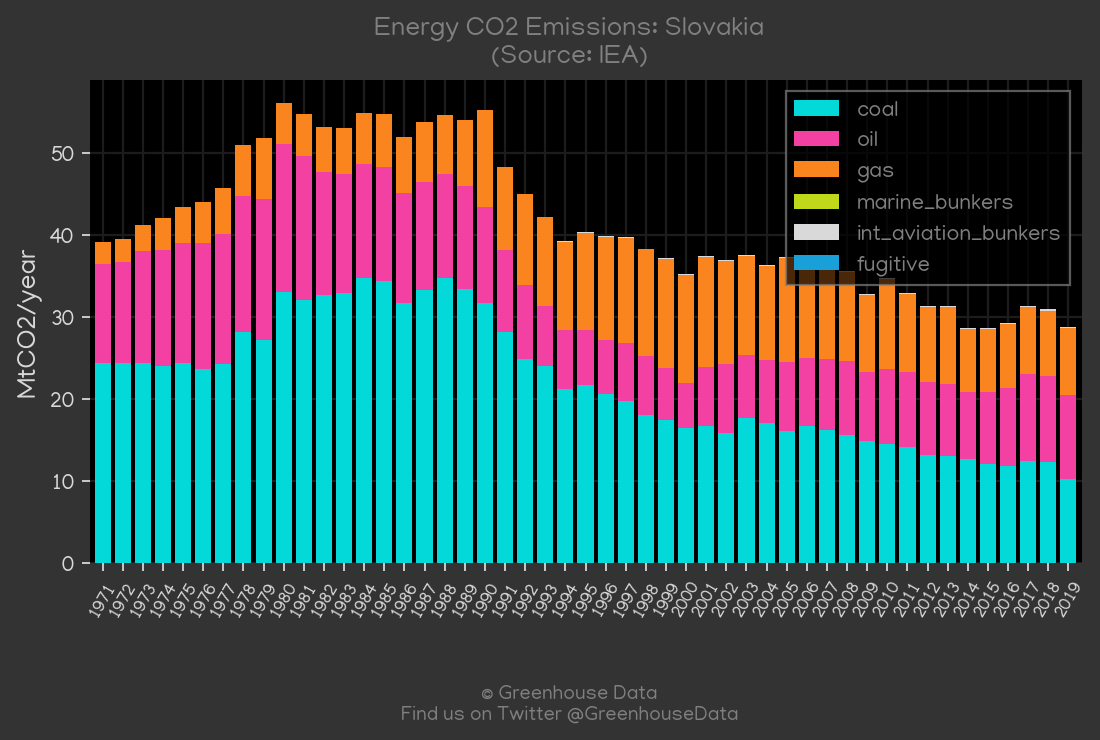 Energy CO2 Emissions: Slovakia
(Source: IEA)
coal
oil
gas
marine_bunkers
int_aviation_bunkers
fugitive
MtCO2/year
50
40
30
20
10
0
1971 1972 1973 1974 1975 1976 1977 1978 1979 1980 1981 1982 1983 1984 1985 1986 1987 1988 1989 1990 1991 1992 1993 1994 1995 1996 1997 1998 1999 2000 2001 2002 2003 2004 2005 2006 2007 2008 2009 2010 2011 2012 2013 2014 2015 2016 2017 2018 2019
© Greenhouse Data
Find us on Twitter @GreenhouseData